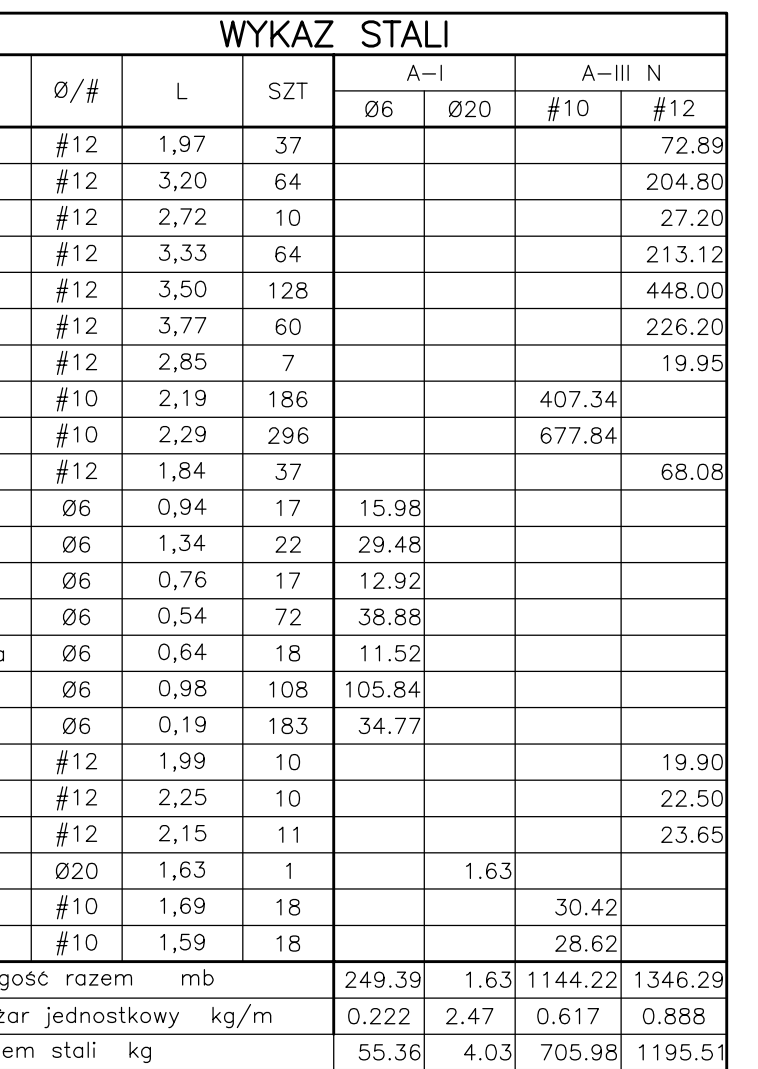 WYKAZ STALI
Ø/# L SZT A-I A-III N
Ø6 Ø20 #10 #12
#12 1,97 37 72.89
#12 3,20 64 204.80
#12 2,72 10 27.20
#12 3,33 64 213.12
#12 3,50 128 448.00
#12 3,77 60 226.20
#12 2,85 7 19.95
#10 2,19 186 407.34
#10 2,29 296 677.84
#12 1,84 37 68.08
Ø6 0,94 17 15.98
Ø6 1,34 22 29.48
Ø6 0,76 17 12.92
Ø6 0,54 72 38.88
a Ø6 0,64 18 11.52
Ø6 0,98 108 105.84
Ø6 0,19 183 34.77
#12 1,99 10 19.90
#12 2,25 10 22.50
#12 2,15 11 23.65
Ø20 1,63 1 1.63
#10 1,69 18 30.42
#10 1,59 18 28.62
gość razem mb 249.39 1.63 1144.22 1346.29
żar jednostkowy kg/m 0.222 2.47 0.617 0.888
em stali kg 55.36 4.03 705.98 1195.51